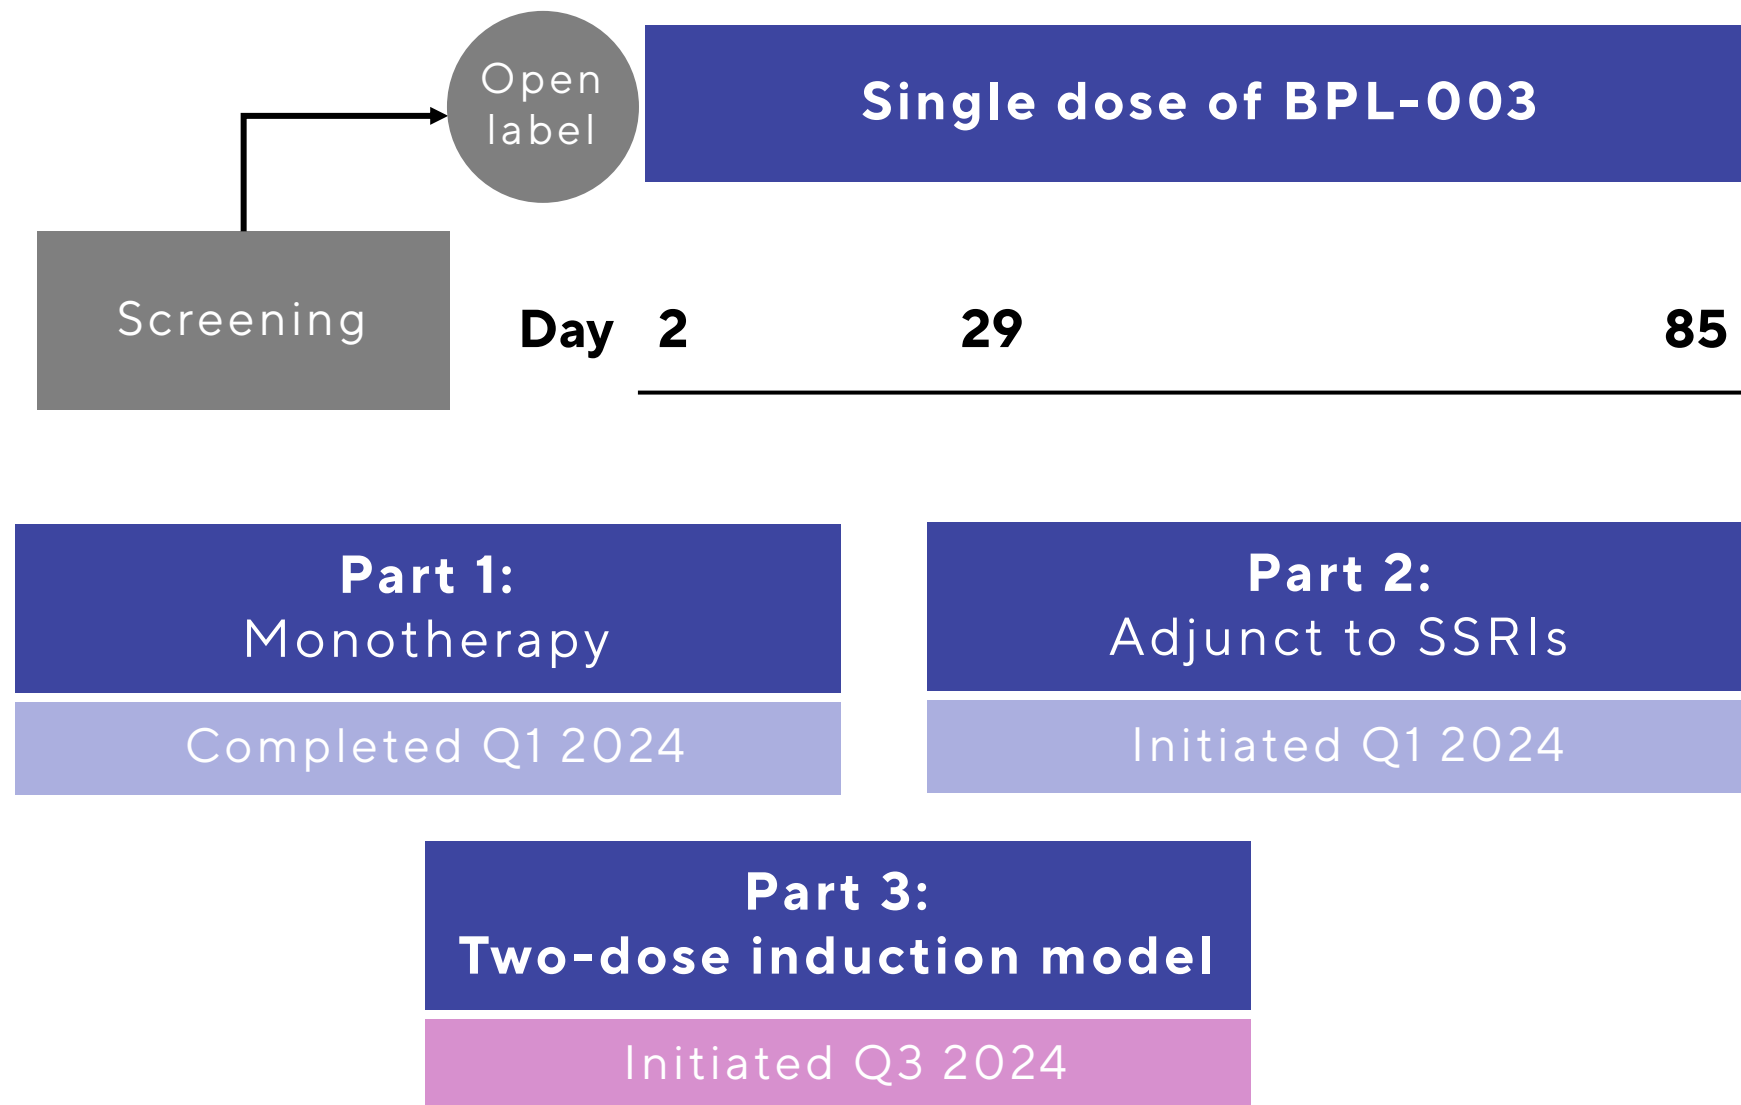 Open
label
Single dose of BPL-003
Screening
Day 2 29 85
Part 1:
Monotherapy
Completed Q1 2024
Part 2:
Adjunct to SSRIs
Initiated Q1 2024
Part 3:
Two-dose induction model
Initiated Q3 2024